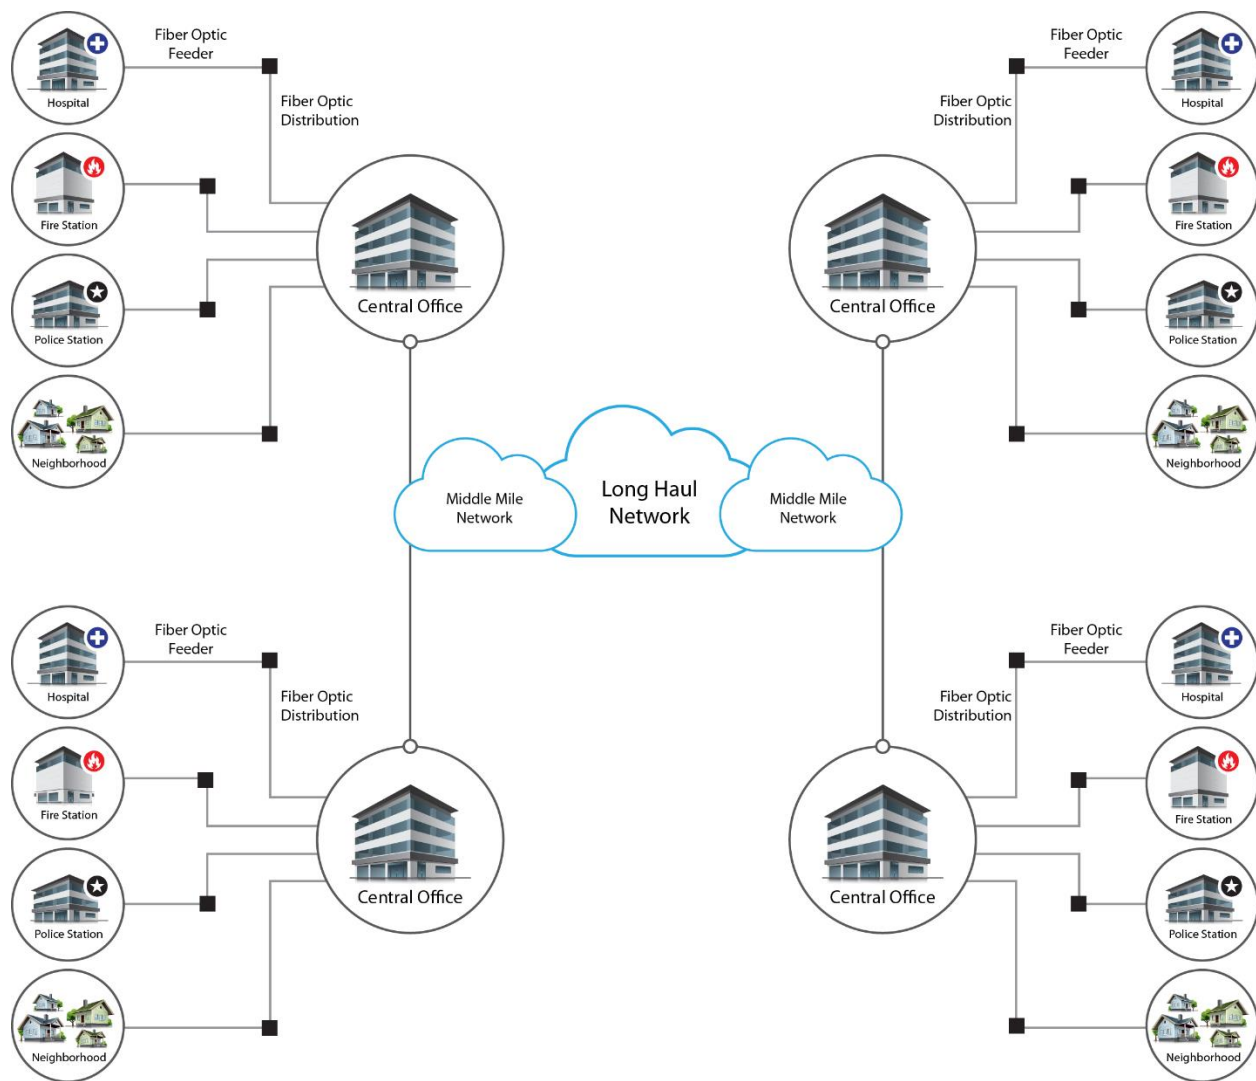 Fiber Optic
Feeder
Hospital
Fiber Optic
Distribution
Fire Station
Police Station
Neighborhood
Central Office
Fiber Optic
Feeder
Hospital
Fiber Optic
Distribution
Fire Station
Police Station
Neighborhood
Central Office
Middle Mile
Network
Long Haul
Network
Middle Mile
Network
Fiber Optic
Feeder
Hospital
Fiber Optic
Distribution
Fire Station
Police Station
Neighborhood
Central Office
Fiber Optic
Feeder
Hospital
Fiber Optic
Distribution
Fire Station
Police Station
Neighborhood
Central Office